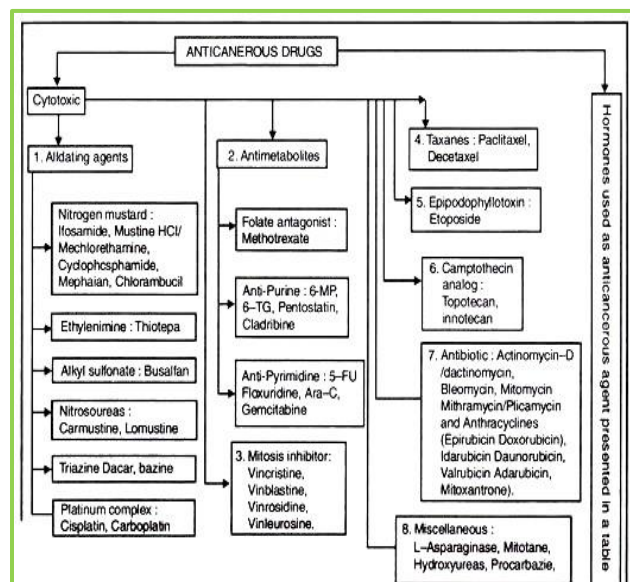 ANTICANEROUS DRUGS
Cytotoxic
1. Alldating agents
Nitrogen mustard :
Ifosamide, Mustine HCl/
Mechlorethamine,
Cyclophcsphamide,
Mephaian, Chlorambucil
Ethylenimine : Thiotepa
Alkyl sulfonate : Busalfan
Nitrosoureas :
Carmustine, Lomustine
Triazine Dacar, bazine
Platinum complex :
Cisplatin, Carboplatin
2. Antimetabolites
Folate antagonist :
Methotrexate
Anti-Purine : 6-MP,
6–TG, Pentostatin,
Cladribine
Anti-Pyrimidine : 5–FU
Floxuridine, Ara–C,
Gemcitabine
3. Mitosis inhibitor:
Vincristine,
Vinblastine,
Vinrosidine,
Vinleurosine.
4. Taxanes : Paclitaxel,
Decetaxel
5. Epipodophyllotoxin :
Etoposide
6. Camptothecin
analog :
Topotecan,
innotecan
7. Antibiotic : Actinomycin–D
/dactinomycin,
Bleomycin, Mitomycin
Mithramycin/Plicamycin
and Anthracyclines
(Epirubicin Doxorubicin),
Idarubicin Daunorubicin,
Valrubicin Adarubicin,
Mitoxantrone).
8. Miscellaneous :
L–Asparaginase, Mitotane,
Hydroxyureas, Procarbazie,
Hormones used as anticancerous agent presented in a table